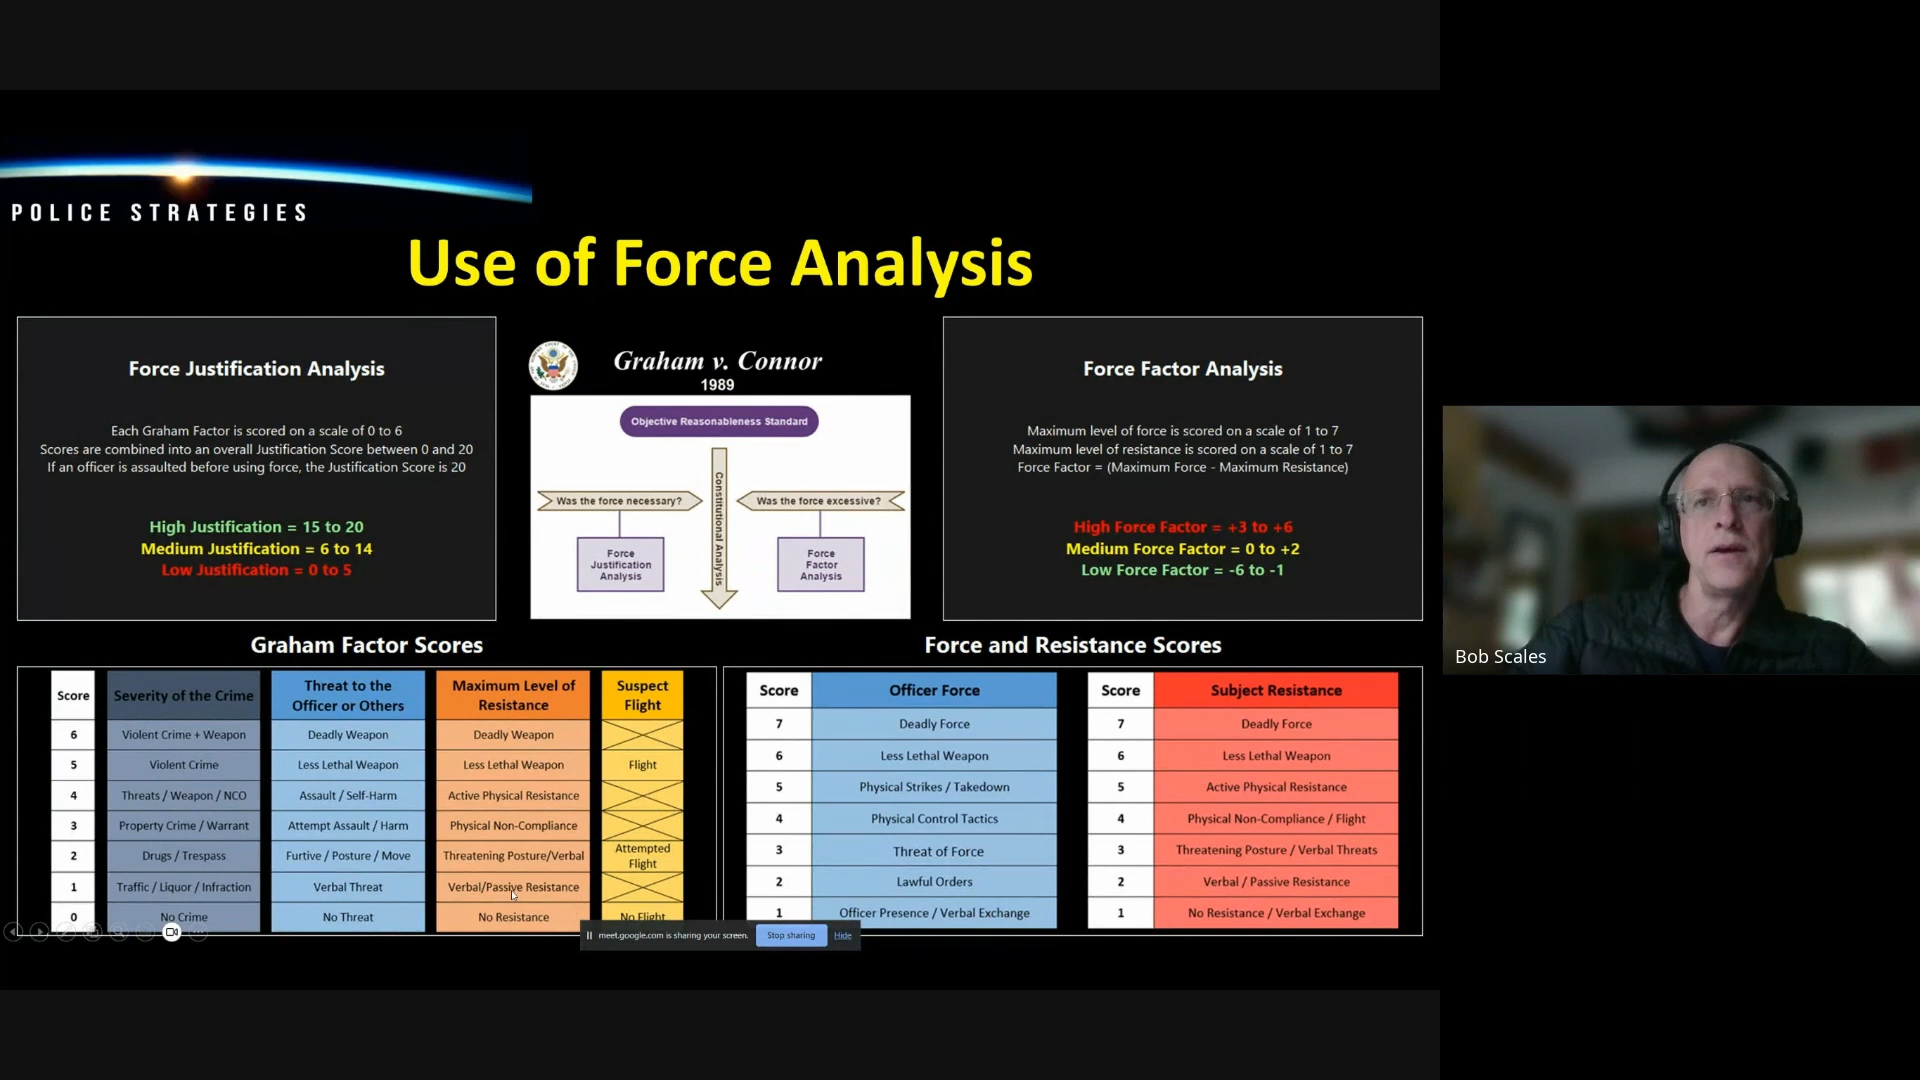 POLICE STRATEGIES
Use of Force Analysis
Force Justification Analysis
Each Graham Factor is scored on a scale of 0 to 6
Scores are combined into an overall Justification Score between 0 and 20
If an officer is assaulted before using force, the Justification Score is 20
High Justification = 15 to 20
Medium Justification = 6 to 14
Low Justification = 0 to 5
Graham v. Connor
1989
Objective Reasonableness Standard
Constitutional Analysis
Was the force necessary?
Was the force excessive?
Force
Justification
Analysis
Force
Factor
Analysis
Force Factor Analysis
Maximum level of force is scored on a scale of 1 to 7
Maximum level of resistance is scored on a scale of 1 to 7
Force Factor = (Maximum Force - Maximum Resistance)
High Force Factor = +3 to +6
Medium Force Factor = 0 to +2
Low Force Factor = -6 to -1
Graham Factor Scores
Score Severity of the Crime Threat to the Officer or Others Maximum Level of Resistance Suspect Flight
6 Violent Crime + Weapon Deadly Weapon Deadly Weapon
5 Violent Crime Less Lethal Weapon Less Lethal Weapon Flight
4 Threats / Weapon / NCO Assault / Self-Harm Active Physical Resistance
3 Property Crime / Warrant Attempt Assault / Harm Physical Non-Compliance
2 Drugs / Trespass Furtive / Posture / Move Threatening Posture/Verbal Attempted Flight
1 Traffic / Liquor / Infraction Verbal Threat Verbal/Passive Resistance
0 No Crime No Threat No Resistance No Flight
Force and Resistance Scores
Score Officer Force Score Subject Resistance
7 Deadly Force 7 Deadly Force
6 Less Lethal Weapon 6 Less Lethal Weapon
5 Physical Strikes / Takedown 5 Active Physical Resistance
4 Physical Control Tactics 4 Physical Non-Compliance / Flight
3 Threat of Force 3 Threatening Posture / Verbal Threats
2 Lawful Orders 2 Verbal / Passive Resistance
1 Officer Presence / Verbal Exchange 1 No Resistance / Verbal Exchange
meet.google.com is sharing your screen. Stop sharing Hide
Bob Scales